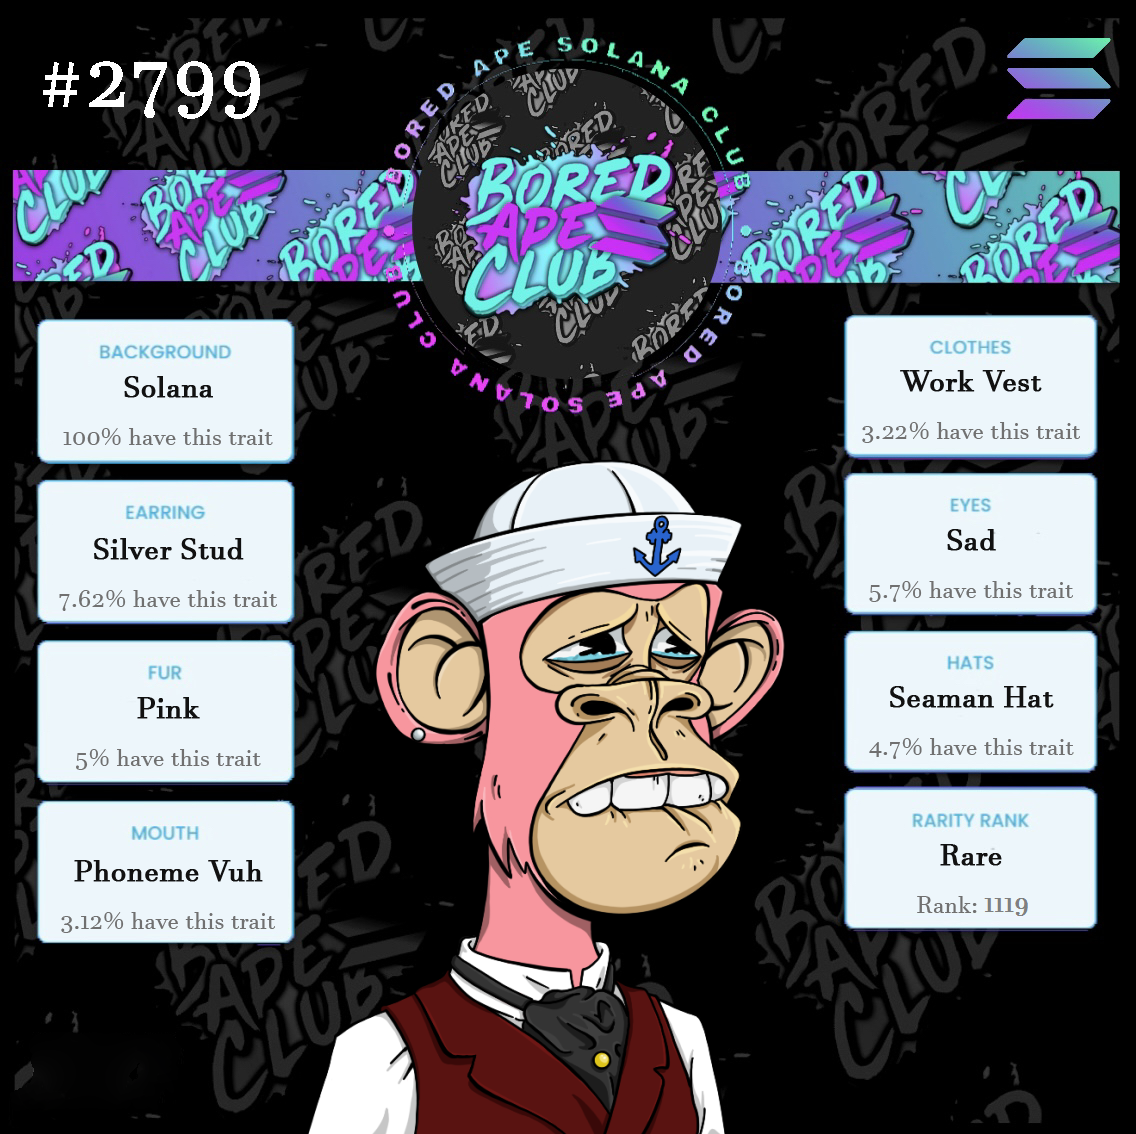 #2799
BORED APE SOLANA CLUB
BORED APE SOLANA CLUB
BORED
APE
CLUB
BACKGROUND
Solana
100% have this trait
EARRING
Silver Stud
7.62% have this trait
FUR
Pink
5% have this trait
MOUTH
Phoneme Vuh
3.12% have this trait
CLOTHES
Work Vest
3.22% have this trait
EYES
Sad
5.7% have this trait
HATS
Seaman Hat
4.7% have this trait
RARITY RANK
Rare
Rank: 1119